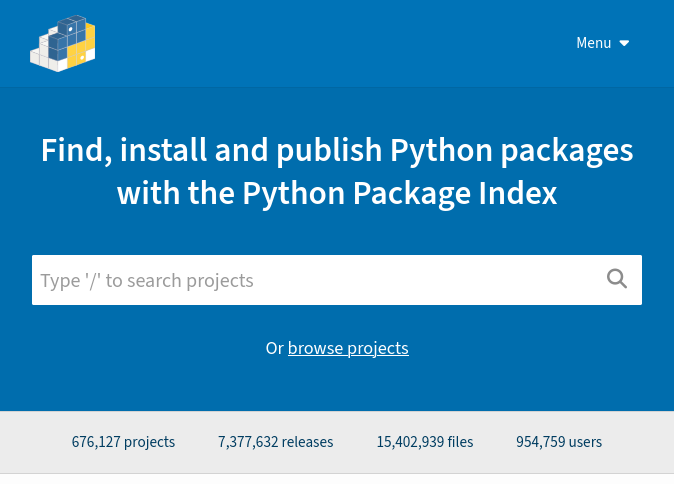 Menu
Find, install and publish Python packages
with the Python Package Index
Type '/' to search projects
Or browse projects
676,127 projects 7,377,632 releases 15,402,939 files 954,759 users